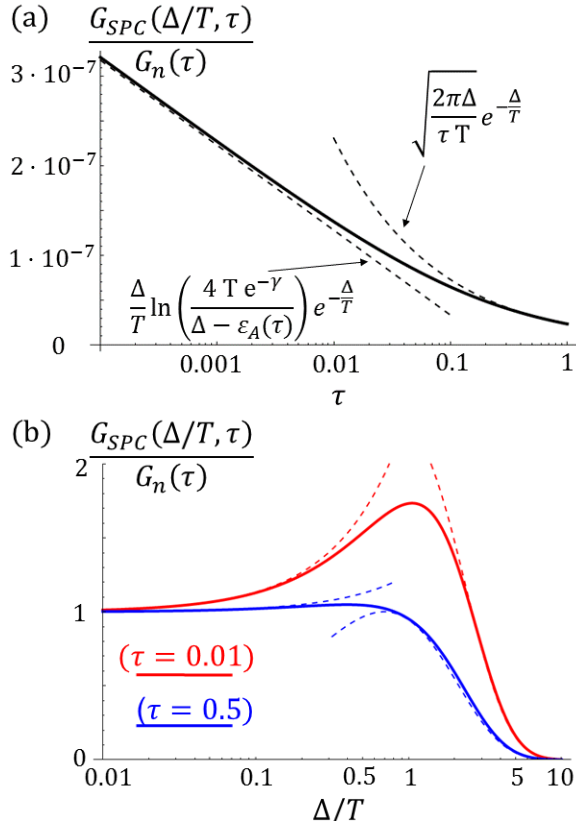 (a)
G_SPC(Δ/T, τ)
G_n(τ)
3 · 10⁻⁷
2 · 10⁻⁷
1 · 10⁻⁷
0
√(2πΔ / τ T) e^(−Δ/T)
Δ/T ln (4 T e^(−γ) / Δ − ε_A(τ)) e^(−Δ/T)
0.001 0.01 0.1 1
τ
(b)
G_SPC(Δ/T, τ)
G_n(τ)
2
1
0
(τ = 0.01)
(τ = 0.5)
0.01 0.1 0.5 1 5 10
Δ/T